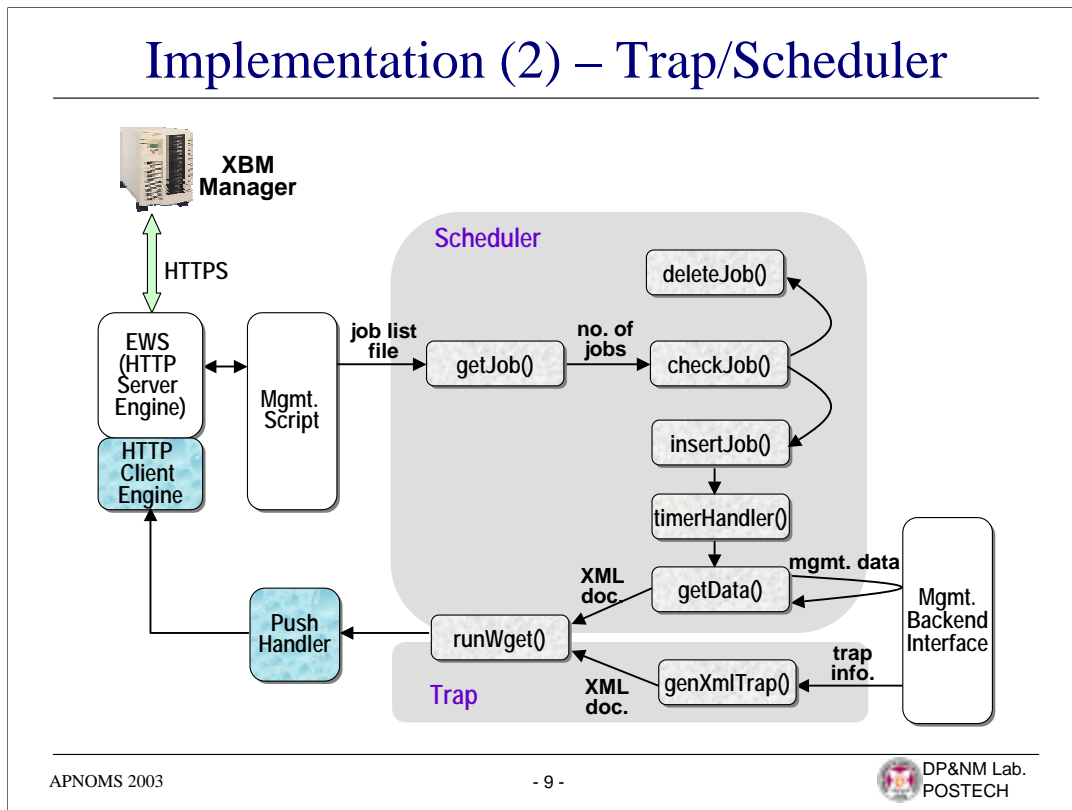 Implementation (2) – Trap/Scheduler
XBM
Manager
HTTPS
EWS
(HTTP
Server
Engine)
HTTP
Client
Engine
Mgmt.
Script
job list
file
Scheduler
getJob()
no. of
jobs
checkJob()
deleteJob()
insertJob()
timerHandler()
getData()
mgmt. data
XML
doc.
runWget()
Push
Handler
Trap
XML
doc.
genXmlTrap()
trap
info.
Mgmt.
Backend
Interface
APNOMS 2003
- 9 -
DP&NM Lab.
POSTECH